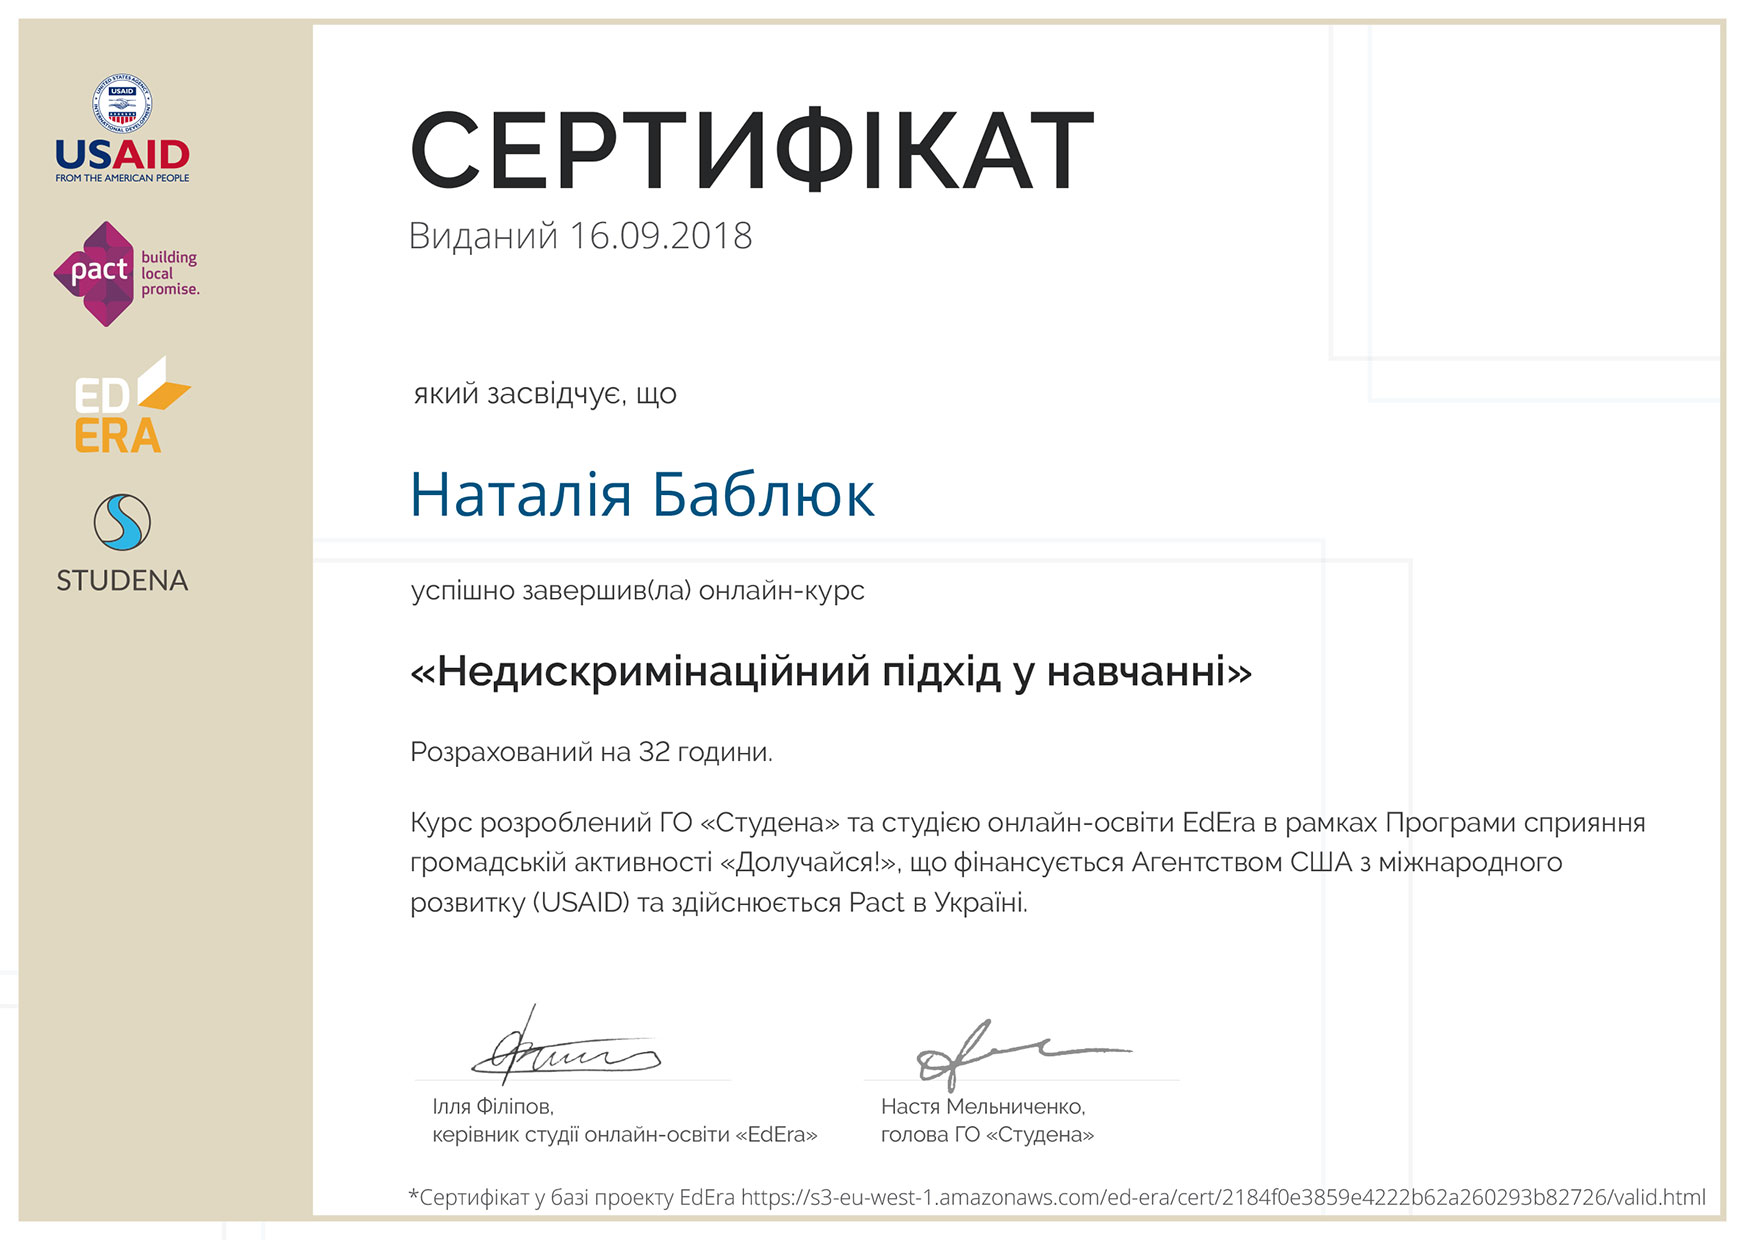 USAID
FROM THE AMERICAN PEOPLE
pact
building
local
promise.
ED
ERA
STUDENA
СЕРТИФІКАТ
Виданий 16.09.2018
який засвідчує, що
Наталія Баблюк
успішно завершив(ла) онлайн-курс
«Недискримінаційний підхід у навчанні»
Розрахований на 32 години.
Курс розроблений ГО «Студена» та студією онлайн-освіти EdEra в рамках Програми сприяння
громадській активності «Долучайся!», що фінансується Агентством США з міжнародного
розвитку (USAID) та здійснюється Pact в Україні.
Ілля Філіпов,
керівник студії онлайн-освіти «EdEra»
Настя Мельниченко,
голова ГО «Студена»
*Сертифікат у базі проекту EdEra https://s3-eu-west-1.amazonaws.com/ed-era/cert/2184f0e3859e4222b62a260293b82726/valid.html